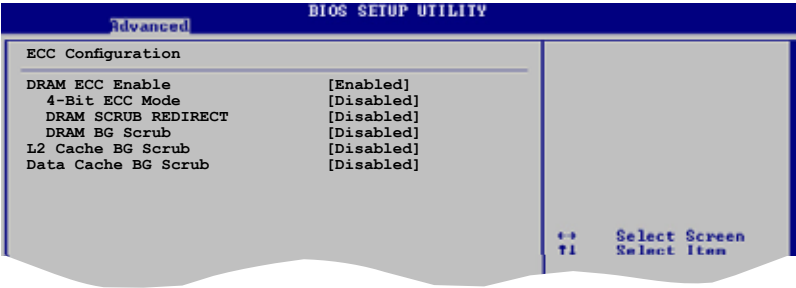 BIOS SETUP UTILITY
Advanced
ECC Configuration
DRAM ECC Enable [Enabled]
4-Bit ECC Mode [Disabled]
DRAM SCRUB REDIRECT [Disabled]
DRAM BG Scrub [Disabled]
L2 Cache BG Scrub [Disabled]
Data Cache BG Scrub [Disabled]
↔ Select Screen
↑↓ Select Item